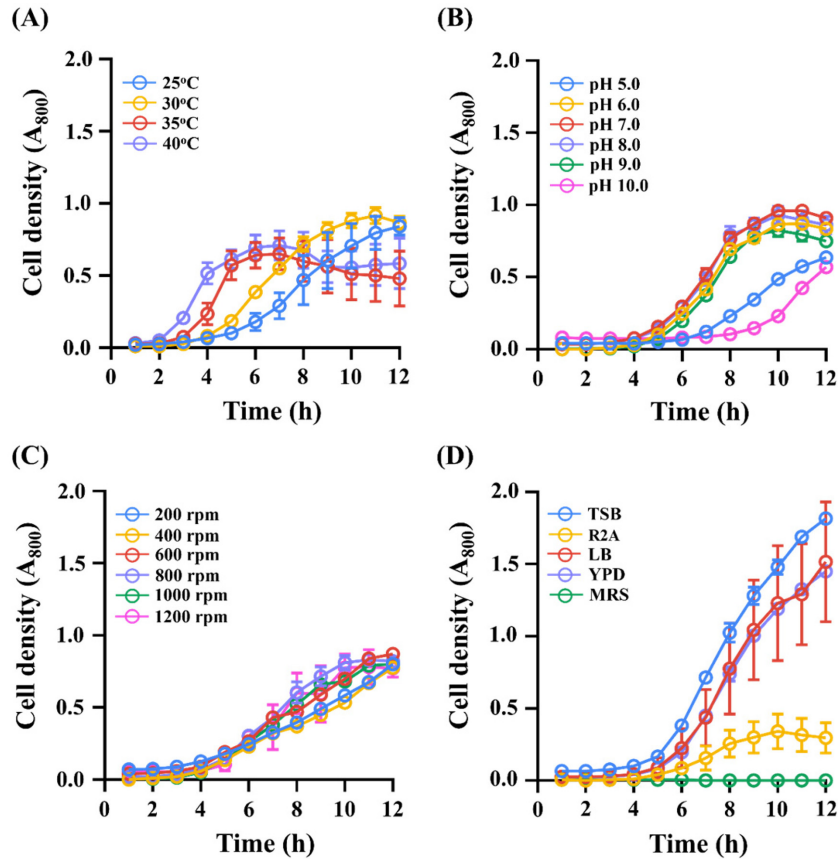 (A)
Cell density (A800)
2.0
1.5
1.0
0.5
0.0
25°C
30°C
35°C
40°C
0 2 4 6 8 10 12
Time (h)
(B)
Cell density (A800)
2.0
1.5
1.0
0.5
0.0
pH 5.0
pH 6.0
pH 7.0
pH 8.0
pH 9.0
pH 10.0
0 2 4 6 8 10 12
Time (h)
(C)
Cell density (A800)
2.0
1.5
1.0
0.5
0.0
200 rpm
400 rpm
600 rpm
800 rpm
1000 rpm
1200 rpm
0 2 4 6 8 10 12
Time (h)
(D)
Cell density (A800)
2.0
1.5
1.0
0.5
0.0
TSB
R2A
LB
YPD
MRS
0 2 4 6 8 10 12
Time (h)